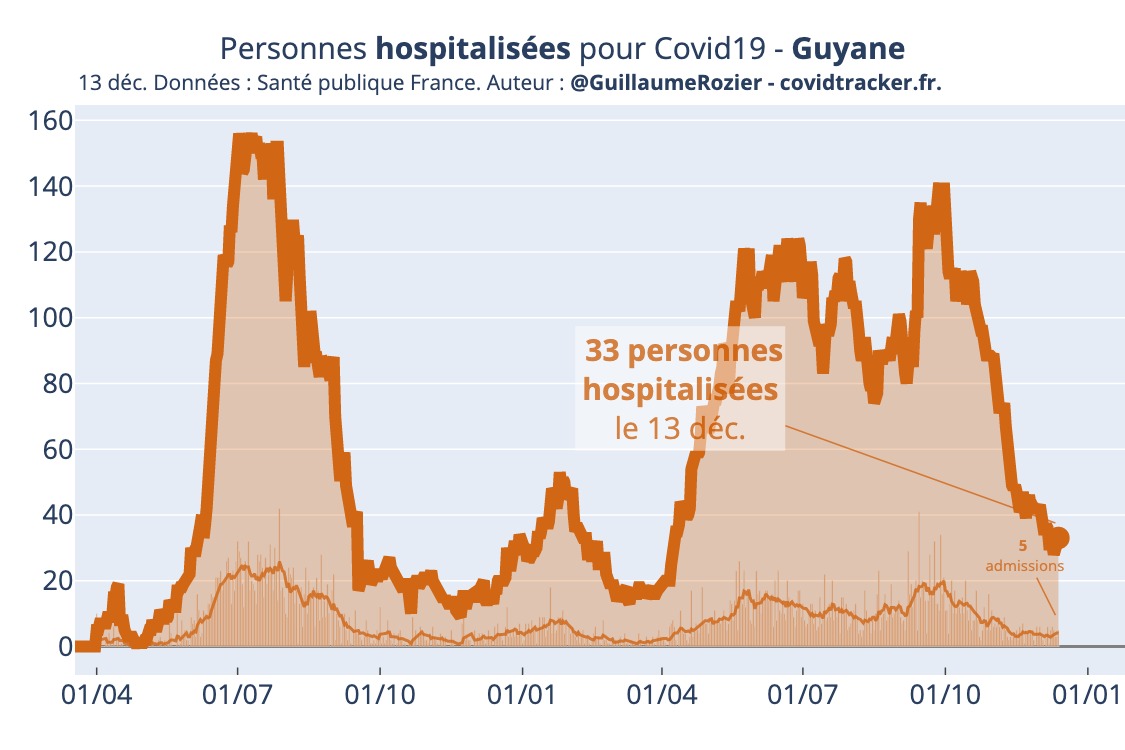 Personnes hospitalisées pour Covid19 - Guyane
13 déc. Données : Santé publique France. Auteur : @GuillaumeRozier - covidtracker.fr.
160
140
120
100
80
60
40
20
0
33 personnes
hospitalisées
le 13 déc.
5
admissions
01/04 01/07 01/10 01/01 01/04 01/07 01/10 01/01